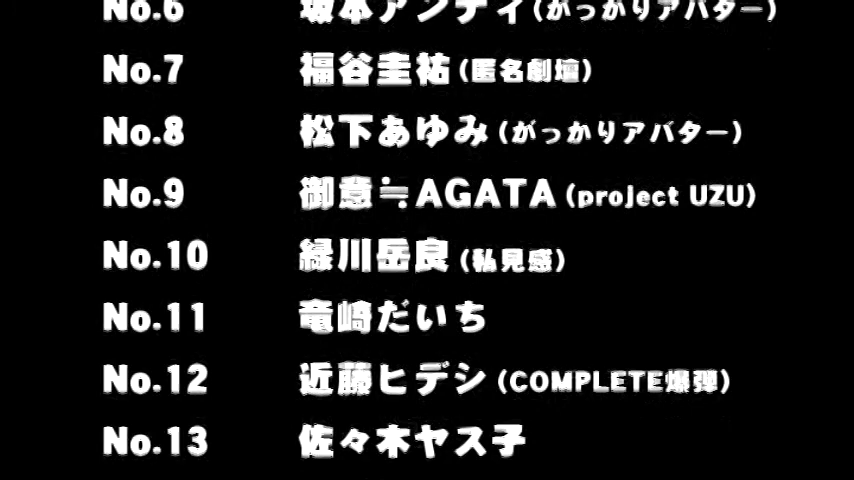 No.6 坂本アンディ(がっかりアバター)
No.7 福谷圭祐(匿名劇壇)
No.8 松下あゆみ(がっかりアバター)
No.9 御意≒AGATA(project UZU)
No.10 緑川岳良(私見感)
No.11 竜崎だいち
No.12 近藤ヒデシ(COMPLETE爆弾)
No.13 佐々木ヤス子